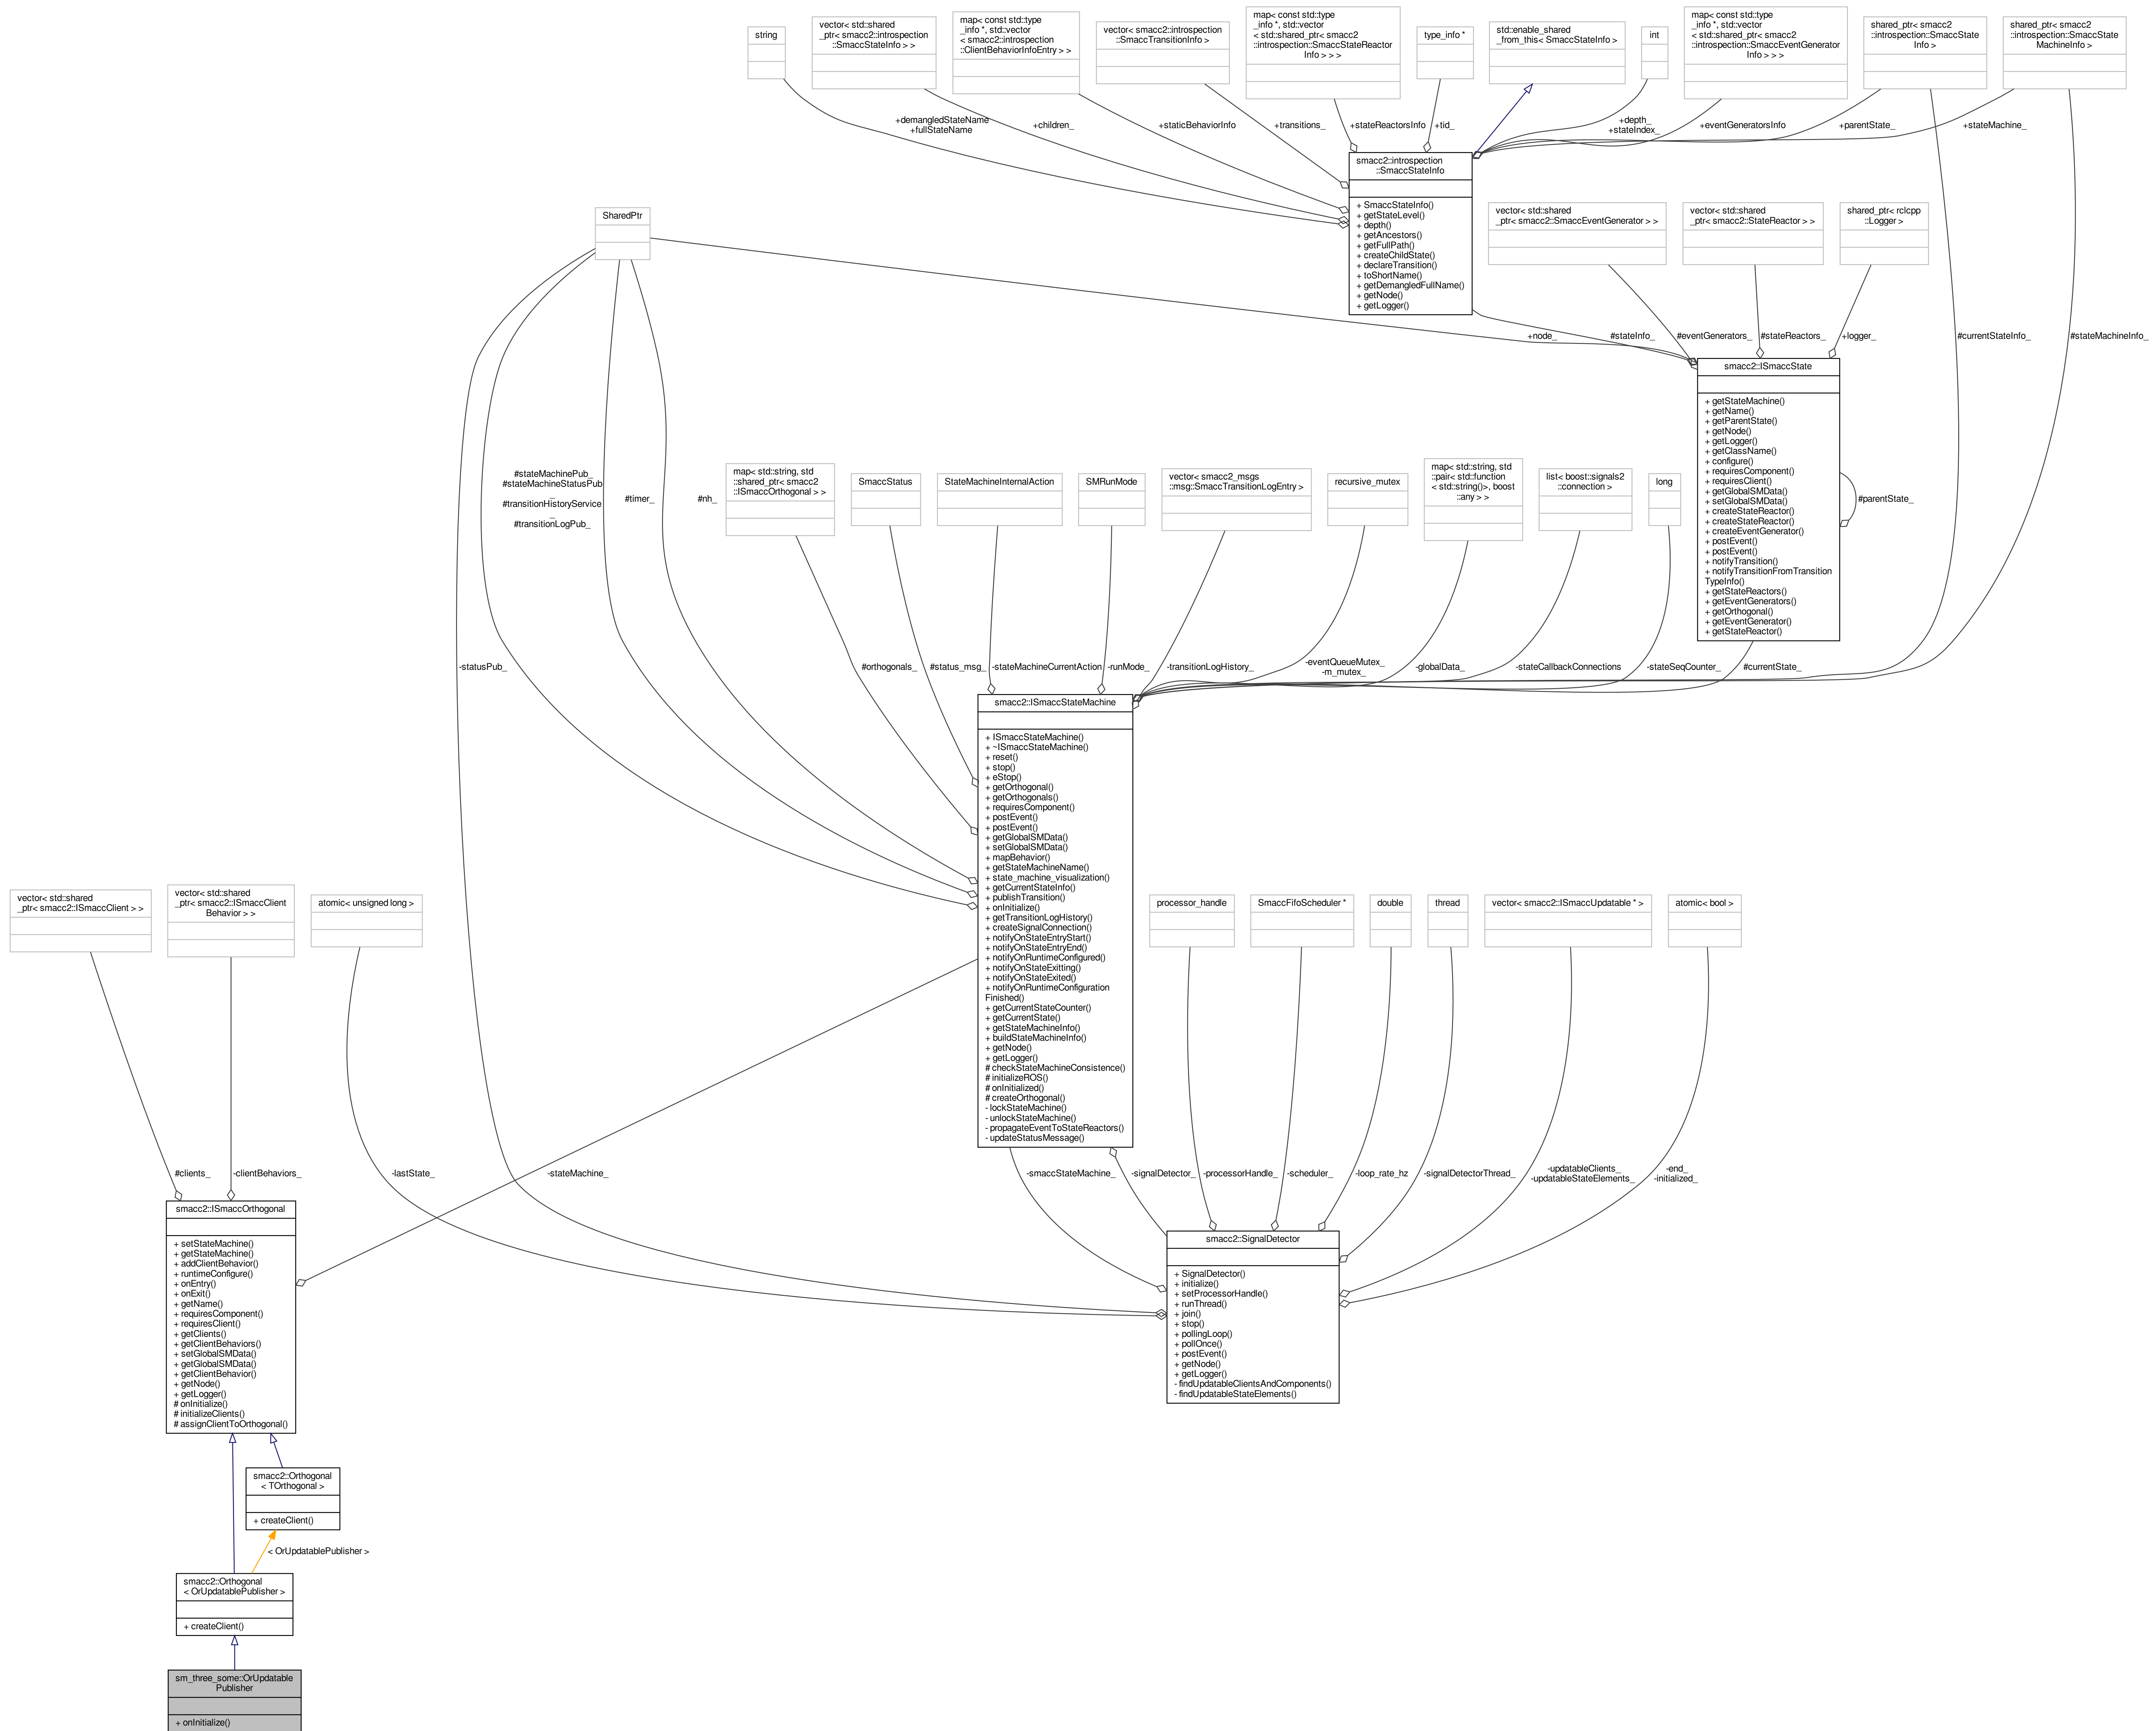 string
vector< std::shared
_ptr< smacc2::introspection
::SmaccStateInfo > >
map< const std::type
_info *, std::vector
< smacc2::introspection
::ClientBehaviorInfoEntry > >
vector< smacc2::introspection
::SmaccTransitionInfo >
map< const std::type
_info *, std::vector
< std::shared_ptr< smacc2
::introspection::SmaccStateReactor
Info > > >
type_info *
std::enable_shared
_from_this< SmaccStateInfo >
int
map< const std::type
_info *, std::vector
< std::shared_ptr< smacc2
::introspection::SmaccEventGenerator
Info > > >
shared_ptr< smacc2
::introspection::SmaccState
Info >
shared_ptr< smacc2
::introspection::SmaccState
MachineInfo >
+demangledStateName
+fullStateName
+children_
+staticBehaviorInfo
+transitions_
+stateReactorsInfo
+tid_
+depth_
+stateIndex_
+eventGeneratorsInfo
+parentState_
+stateMachine_
smacc2::introspection
::SmaccStateInfo
+ SmaccStateInfo()
+ getStateLevel()
+ depth()
+ getAncestors()
+ getFullPath()
+ createChildState()
+ declareTransition()
+ toShortName()
+ getDemangledFullName()
+ getNode()
+ getLogger()
SharedPtr
vector< std::shared
_ptr< smacc2::SmaccEventGenerator > >
vector< std::shared
_ptr< smacc2::StateReactor > >
shared_ptr< rclcpp
::Logger >
+node_
#stateInfo_
#eventGenerators_
#stateReactors_
+logger_
#currentStateInfo_
#stateMachineInfo_
smacc2::ISmaccState
+ getStateMachine()
+ getName()
+ getParentState()
+ getNode()
+ getLogger()
+ getClassName()
+ configure()
+ requiresComponent()
+ requiresClient()
+ getGlobalSMData()
+ setGlobalSMData()
+ createStateReactor()
+ createStateReactor()
+ createEventGenerator()
+ postEvent()
+ postEvent()
+ notifyTransition()
+ notifyTransitionFromTransition
TypeInfo()
+ getStateReactors()
+ getEventGenerators()
+ getOrthogonal()
+ getEventGenerator()
+ getStateReactor()
#parentState_
#stateMachinePub_
#stateMachineStatusPub
_
#transitionHistoryService
_
#transitionLogPub_
#timer_
#nh_
map< std::string, std
::shared_ptr< smacc2
::ISmaccOrthogonal > >
SmaccStatus
StateMachineInternalAction
SMRunMode
vector< smacc2_msgs
::msg::SmaccTransitionLogEntry >
recursive_mutex
map< std::string, std
::pair< std::function
< std::string()>, boost
::any > >
list< boost::signals2
::connection >
long
-statusPub_
#orthogonals_
#status_msg_
-stateMachineCurrentAction
-runMode_
-transitionLogHistory_
-eventQueueMutex_
-m_mutex_
-globalData_
-stateCallbackConnections
-stateSeqCounter_
#currentState_
smacc2::ISmaccStateMachine
+ ISmaccStateMachine()
+ ~ISmaccStateMachine()
+ reset()
+ stop()
+ eStop()
+ getOrthogonal()
+ getOrthogonals()
+ requiresComponent()
+ postEvent()
+ postEvent()
+ getGlobalSMData()
+ setGlobalSMData()
+ mapBehavior()
+ getStateMachineName()
+ state_machine_visualization()
+ getCurrentStateInfo()
+ publishTransition()
+ onInitialize()
+ getTransitionLogHistory()
+ createSignalConnection()
+ notifyOnStateEntryStart()
+ notifyOnStateEntryEnd()
+ notifyOnRuntimeConfigured()
+ notifyOnStateExitting()
+ notifyOnStateExited()
+ notifyOnRuntimeConfiguration
Finished()
+ getCurrentStateCounter()
+ getCurrentState()
+ getStateMachineInfo()
+ buildStateMachineInfo()
+ getNode()
+ getLogger()
# checkStateMachineConsistence()
# initializeROS()
# onInitialized()
# createOrthogonal()
- lockStateMachine()
- unlockStateMachine()
- propagateEventToStateReactors()
- updateStatusMessage()
vector< std::shared
_ptr< smacc2::ISmaccClient > >
vector< std::shared
_ptr< smacc2::ISmaccClient
Behavior > >
atomic< unsigned long >
processor_handle
SmaccFifoScheduler *
double
thread
vector< smacc2::ISmaccUpdatable * >
atomic< bool >
#clients_
-clientBehaviors_
-lastState_
-stateMachine_
-smaccStateMachine_
-signalDetector_
-processorHandle_
-scheduler_
-loop_rate_hz
-signalDetectorThread_
-updatableClients_
-updatableStateElements_
-end_
-initialized_
smacc2::ISmaccOrthogonal
+ setStateMachine()
+ getStateMachine()
+ addClientBehavior()
+ runtimeConfigure()
+ onEntry()
+ onExit()
+ getName()
+ requiresComponent()
+ requiresClient()
+ getClients()
+ getClientBehaviors()
+ setGlobalSMData()
+ getGlobalSMData()
+ getClientBehavior()
+ getNode()
+ getLogger()
# onInitialize()
# initializeClients()
# assignClientToOrthogonal()
smacc2::SignalDetector
+ SignalDetector()
+ initialize()
+ setProcessorHandle()
+ runThread()
+ join()
+ stop()
+ pollingLoop()
+ pollOnce()
+ postEvent()
+ getNode()
+ getLogger()
- findUpdatableClientsAndComponents()
- findUpdatableStateElements()
smacc2::Orthogonal
< TOrthogonal >
+ createClient()
< OrUpdatablePublisher >
smacc2::Orthogonal
< OrUpdatablePublisher >
+ createClient()
sm_three_some::OrUpdatable
Publisher
+ onInitialize()